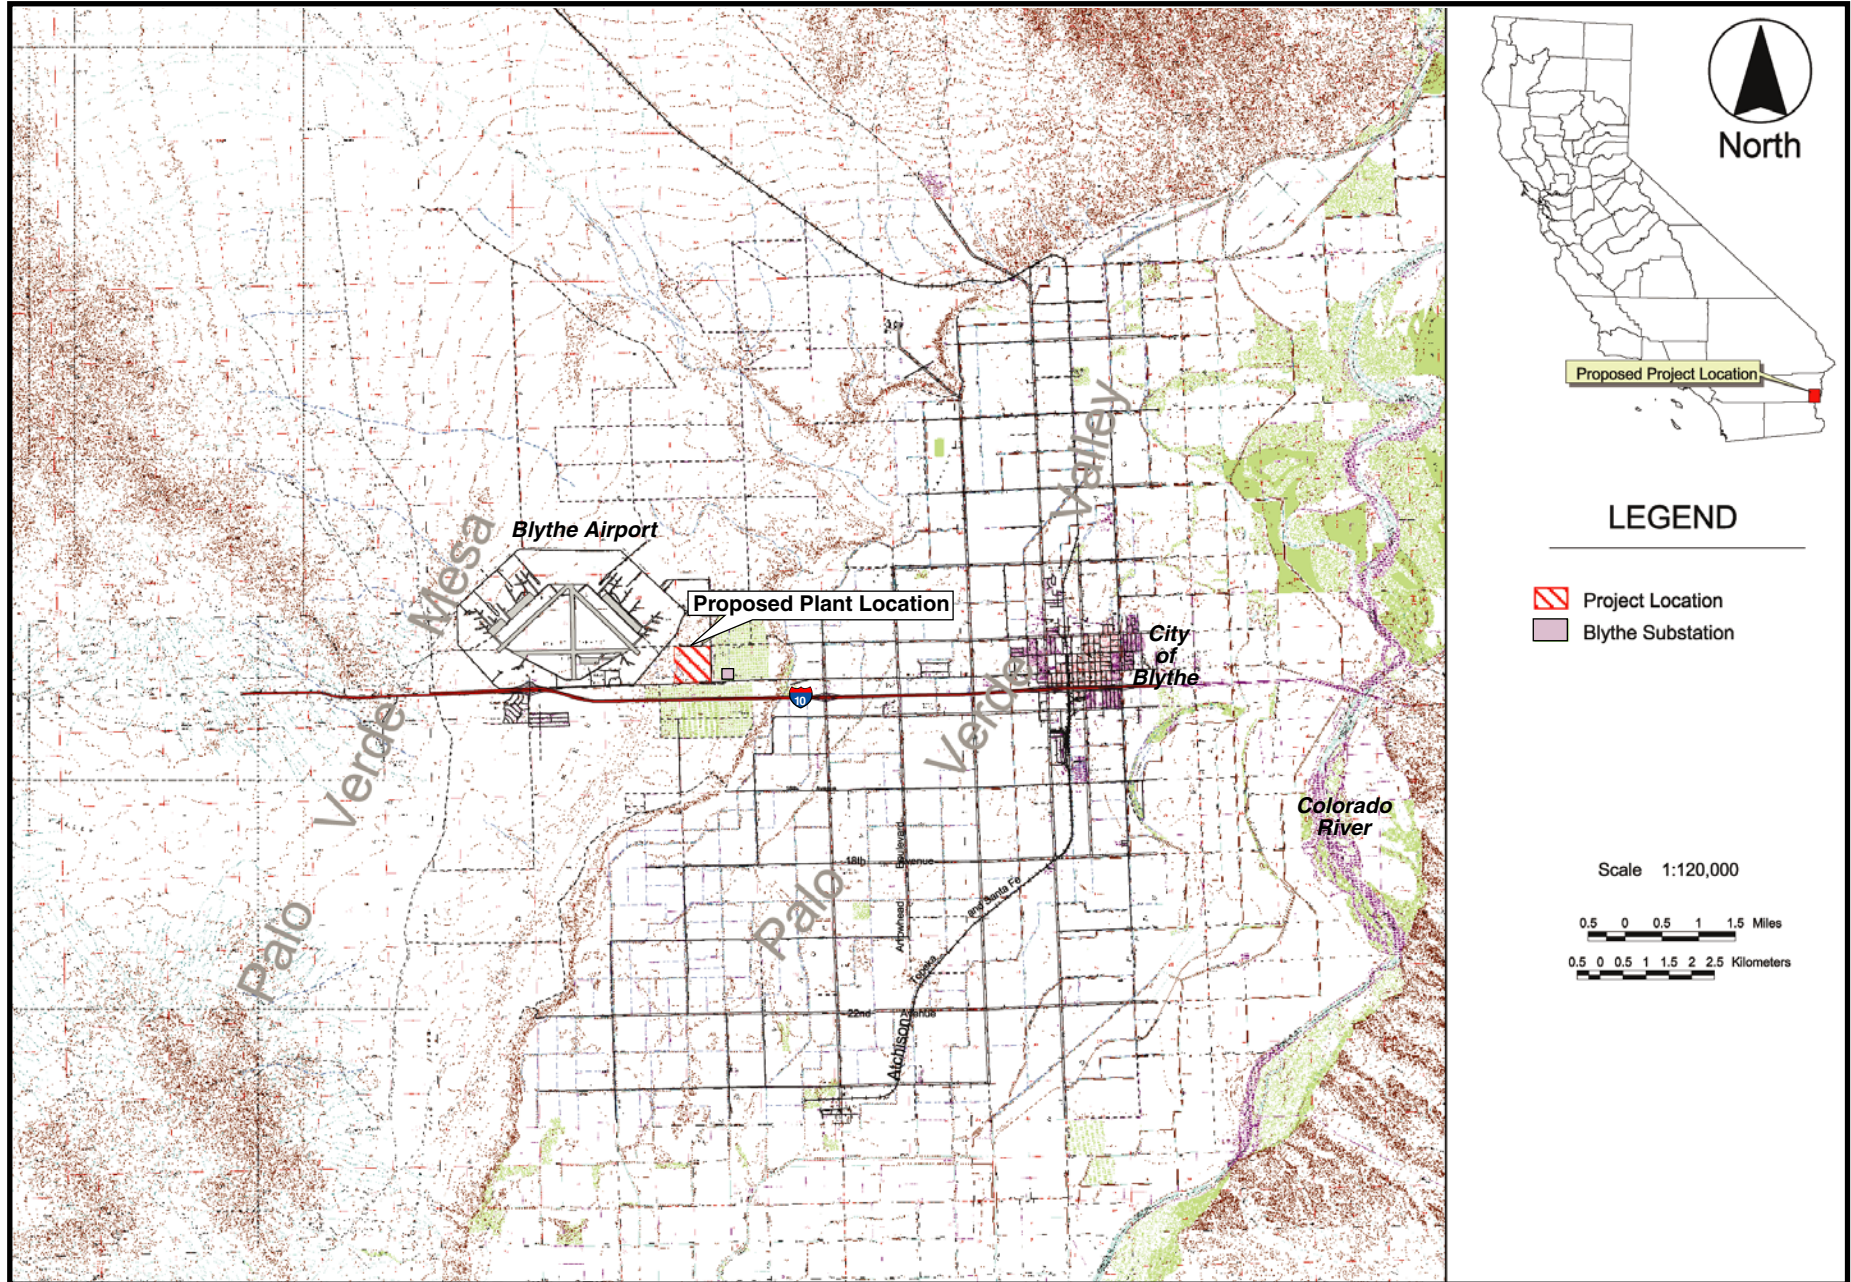 North
Proposed Project Location
LEGEND
Project Location
Blythe Substation
Scale 1:120,000
0.5 0 0.5 1 1.5 Miles
0.5 0 0.5 1 1.5 2 2.5 Kilometers
Blythe Airport
Proposed Plant Location
City
of
Blythe
10
Colorado
River
Palo Verde Mesa
Palo Verde Valley
18th Avenue
22nd Avenue
Arrowhead Boulevard
Atchison Topeka and Santa Fe